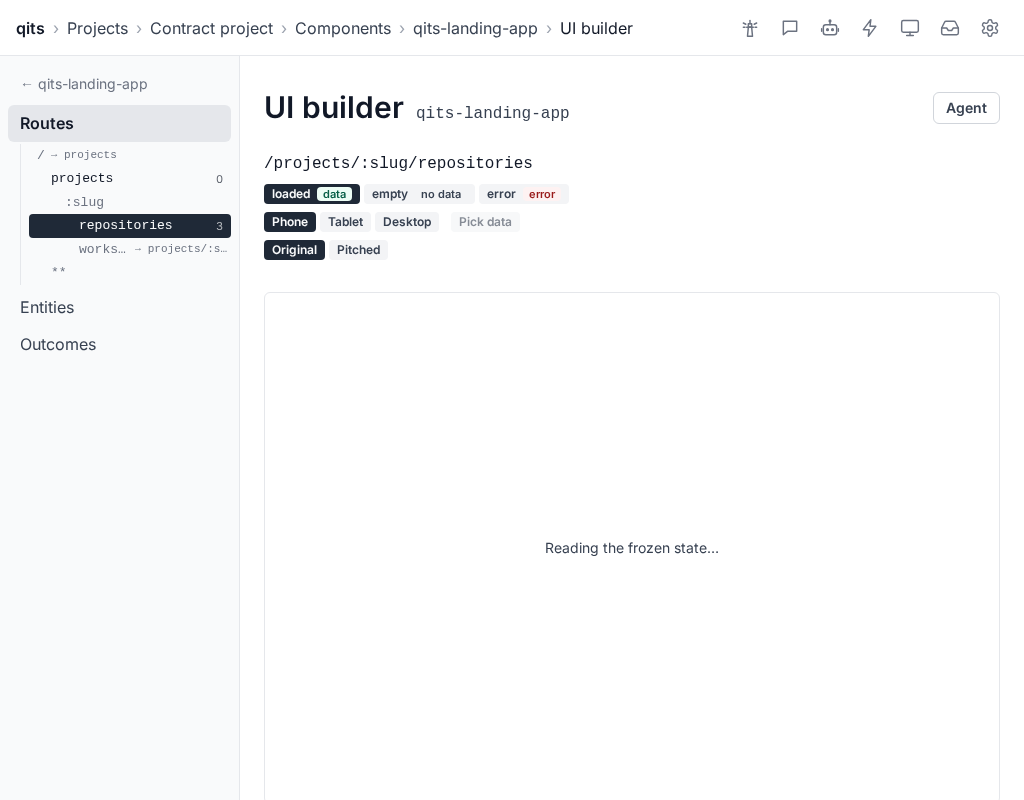 qits › Projects › Contract project › Components › qits-landing-app › UI builder
← qits-landing-app
Routes
/ → projects
projects 0
:slug
repositories 3
works… → projects/:s…
**
Entities
Outcomes
UI builder qits-landing-app
Agent
/projects/:slug/repositories
loaded data empty no data error error
Phone Tablet Desktop Pick data
Original Pitched
Reading the frozen state...